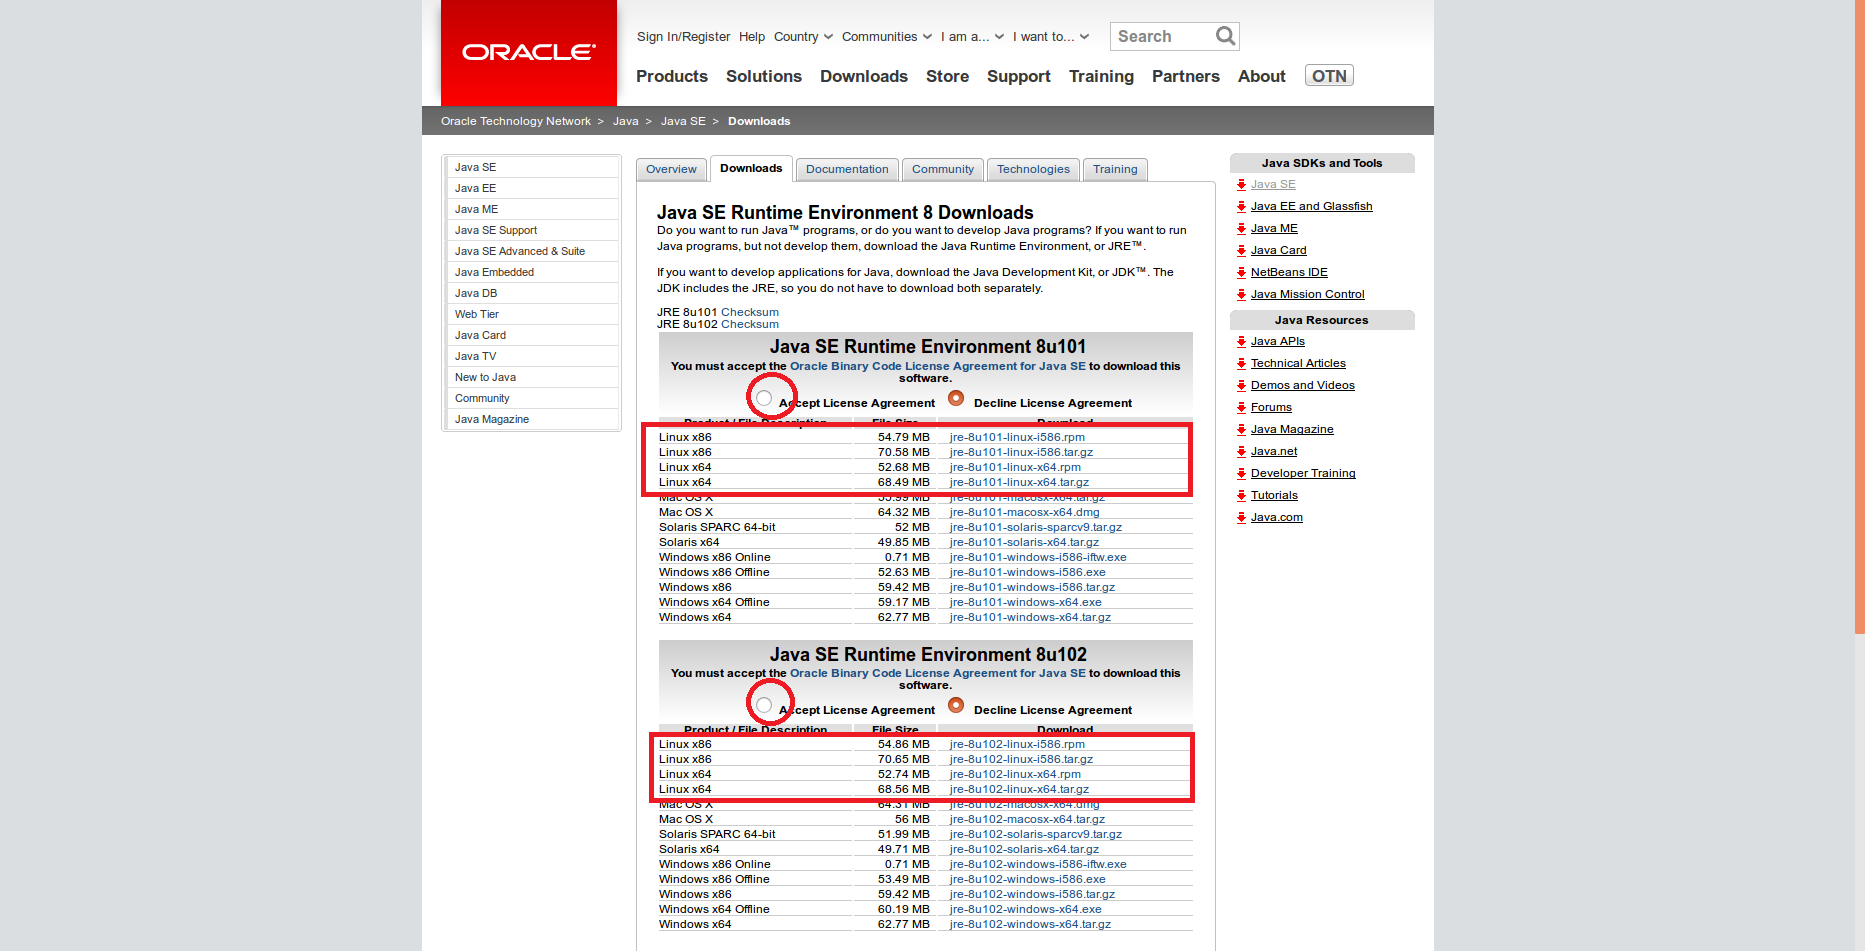 ORACLE
Sign In/Register Help Country Communities I am a... I want to... Search
Products Solutions Downloads Store Support Training Partners About OTN
Oracle Technology Network > Java > Java SE > Downloads
Java SE
Java EE
Java ME
Java SE Support
Java SE Advanced & Suite
Java Embedded
Java DB
Web Tier
Java Card
Java TV
New to Java
Community
Java Magazine
Overview Downloads Documentation Community Technologies Training
Java SE Runtime Environment 8 Downloads
Do you want to run Java™ programs, or do you want to develop Java programs? If you want to run
Java programs, but not develop them, download the Java Runtime Environment, or JRE™.
If you want to develop applications for Java, download the Java Development Kit, or JDK™. The
JDK includes the JRE, so you do not have to download both separately.
JRE 8u101 Checksum
JRE 8u102 Checksum
Java SE Runtime Environment 8u101
You must accept the Oracle Binary Code License Agreement for Java SE to download this
software.
Accept License Agreement Decline License Agreement
Product / File Description File Size Download
Linux x86 54.79 MB jre-8u101-linux-i586.rpm
Linux x86 70.58 MB jre-8u101-linux-i586.tar.gz
Linux x64 52.68 MB jre-8u101-linux-x64.rpm
Linux x64 68.49 MB jre-8u101-linux-x64.tar.gz
Mac OS X 55.99 MB jre-8u101-macosx-x64.tar.gz
Mac OS X 64.32 MB jre-8u101-macosx-x64.dmg
Solaris SPARC 64-bit 52 MB jre-8u101-solaris-sparcv9.tar.gz
Solaris x64 49.85 MB jre-8u101-solaris-x64.tar.gz
Windows x86 Online 0.71 MB jre-8u101-windows-i586-iftw.exe
Windows x86 Offline 52.63 MB jre-8u101-windows-i586.exe
Windows x86 59.42 MB jre-8u101-windows-i586.tar.gz
Windows x64 Offline 59.17 MB jre-8u101-windows-x64.exe
Windows x64 62.77 MB jre-8u101-windows-x64.tar.gz
Java SE Runtime Environment 8u102
You must accept the Oracle Binary Code License Agreement for Java SE to download this
software.
Accept License Agreement Decline License Agreement
Product / File Description File Size Download
Linux x86 54.86 MB jre-8u102-linux-i586.rpm
Linux x86 70.65 MB jre-8u102-linux-i586.tar.gz
Linux x64 52.74 MB jre-8u102-linux-x64.rpm
Linux x64 68.56 MB jre-8u102-linux-x64.tar.gz
Mac OS X 64.31 MB jre-8u102-macosx-x64.dmg
Mac OS X 56 MB jre-8u102-macosx-x64.tar.gz
Solaris SPARC 64-bit 51.99 MB jre-8u102-solaris-sparcv9.tar.gz
Solaris x64 49.71 MB jre-8u102-solaris-x64.tar.gz
Windows x86 Online 0.71 MB jre-8u102-windows-i586-iftw.exe
Windows x86 Offline 53.49 MB jre-8u102-windows-i586.exe
Windows x86 59.42 MB jre-8u102-windows-i586.tar.gz
Windows x64 Offline 60.19 MB jre-8u102-windows-x64.exe
Windows x64 62.77 MB jre-8u102-windows-x64.tar.gz
Java SDKs and Tools
Java SE
Java EE and Glassfish
Java ME
Java Card
NetBeans IDE
Java Mission Control
Java Resources
Java APIs
Technical Articles
Demos and Videos
Forums
Java Magazine
Java.net
Developer Training
Tutorials
Java.com